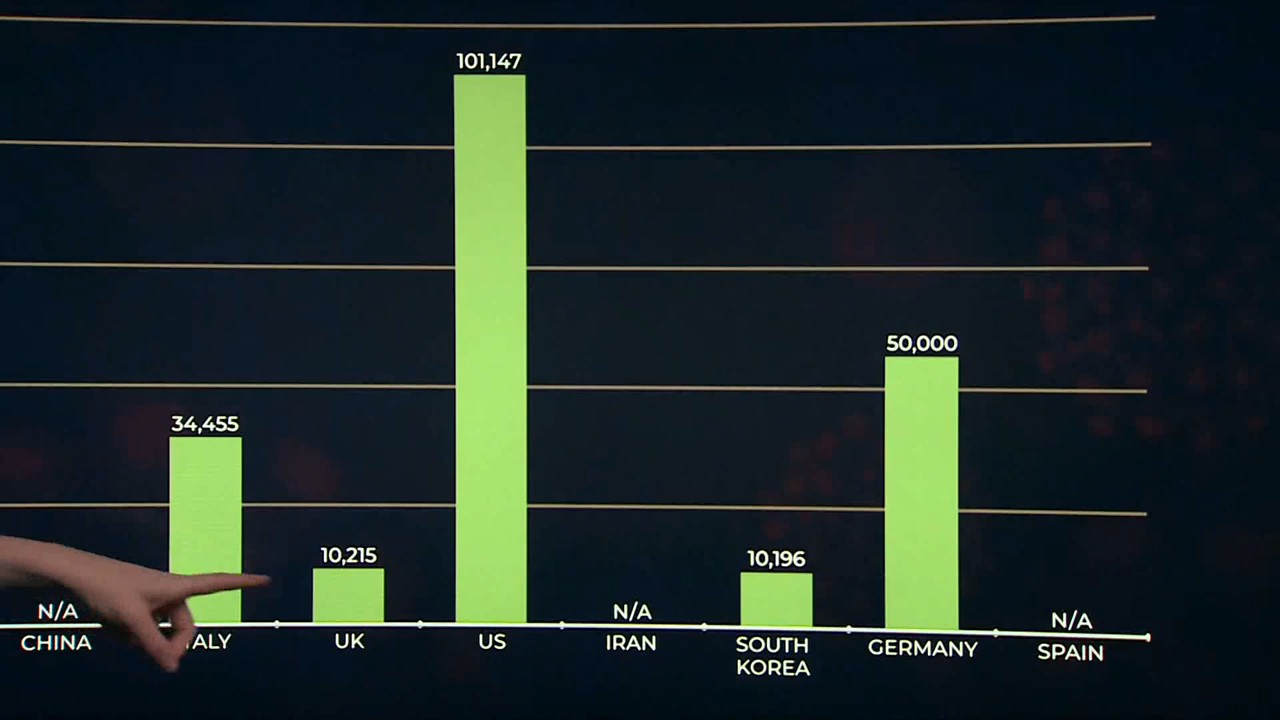 101,147
50,000
34,455
10,215
10,196
N/A
N/A
N/A
CHINA
UK
US
IRAN
SOUTH
KOREA
GERMANY
SPAIN